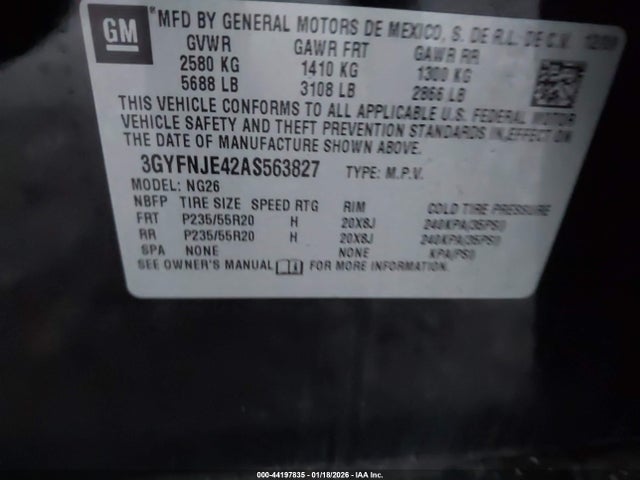 GM
"MFD BY GENERAL MOTORS DE MEXICO, S. DE R.L. DE C.V. 12/09
GVWR GAWR FRT GAWR RR
2580 KG 1410 KG 1300 KG
5688 LB 3108 LB 2866 LB
THIS VEHICLE CONFORMS TO ALL APPLICABLE U.S. FEDERAL MOTOR
VEHICLE SAFETY AND THEFT PREVENTION STANDARDS IN EFFECT ON
THE DATE OF MANUFACTURE SHOWN ABOVE.
3GYFNJE42AS563827 TYPE: M.P.V.
MODEL: NG26
NBFP TIRE SIZE SPEED RTG RIM COLD TIRE PRESSURE
FRT P235/55R20 H 20X8J 240KPA(35PSI)
RR P235/55R20 H 20X8J 240KPA(35PSI)
SPA NONE NONE KPA(PSI)
SEE OWNER'S MANUAL FOR MORE INFORMATION.
000-44197835 - 01/18/2026 - IAA Inc.